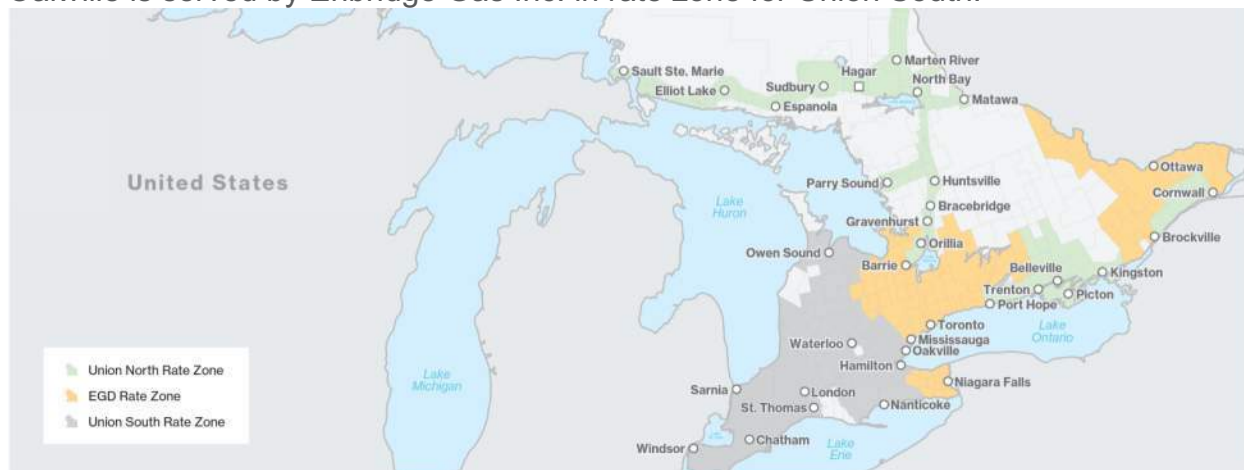 Oakville is served by Enbridge Gas Inc. in rate zone for Union South.
Sault Ste. Marie
Elliot Lake
Sudbury
Hagar
Marten River
North Bay
Espanola
Matawa
United States
Parry Sound
Huntsville
Ottawa
Cornwall
Lake
Huron
Bracebridge
Gravenhurst
Brockville
Owen Sound
Orillia
Barrie
Belleville
Kingston
Trenton
Picton
Port Hope
Toronto
Lake
Ontario
Waterloo
Mississauga
Oakville
Hamilton
Union North Rate Zone
EGD Rate Zone
Union South Rate Zone
Lake
Michigan
Sarnia
London
Niagara Falls
St. Thomas
Nanticoke
Windsor
Chatham
Lake
Erie